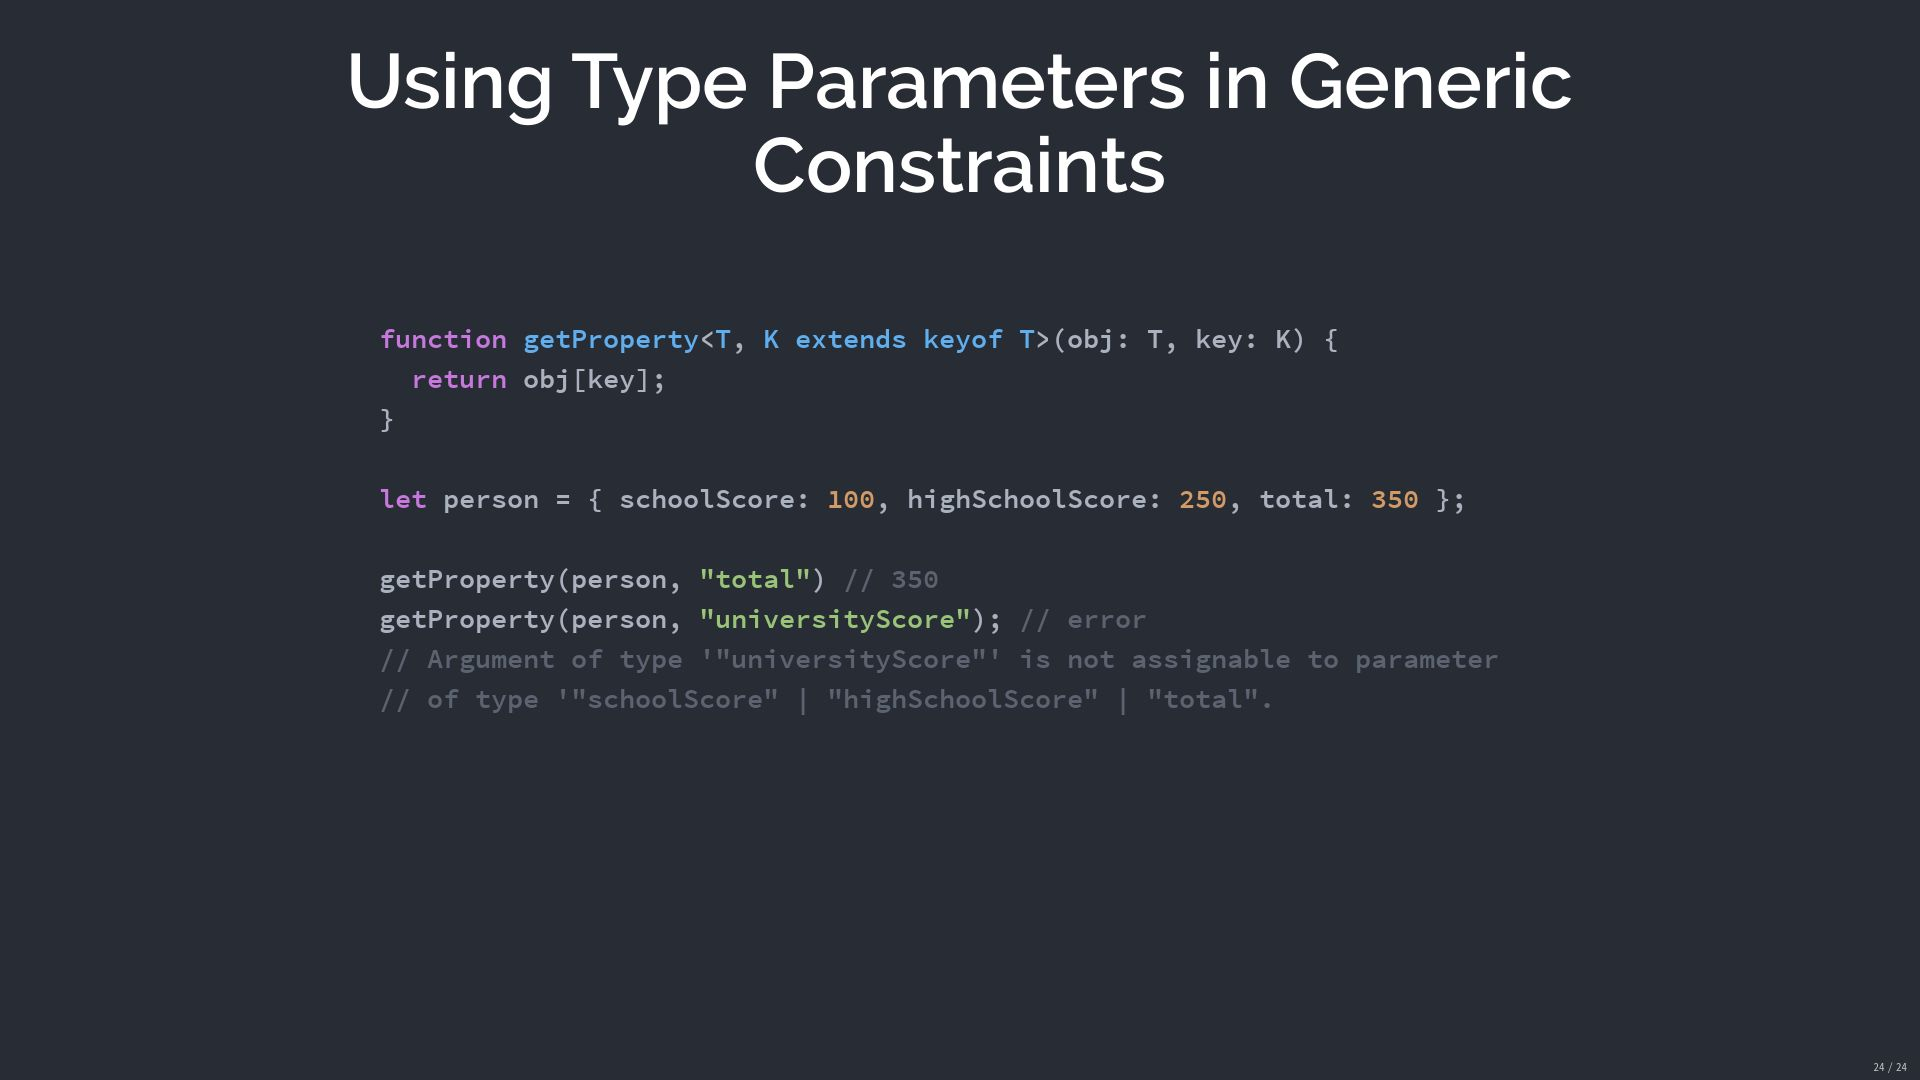 Using Type Parameters in Generic
Constraints
function getProperty<T, K extends keyof T>(obj: T, key: K) {
  return obj[key];
}
let person = { schoolScore: 100, highSchoolScore: 250, total: 350 };
getProperty(person, "total") // 350
getProperty(person, "universityScore"); // error
// Argument of type '"universityScore"' is not assignable to parameter
// of type '"schoolScore" | "highSchoolScore" | "total".
24 / 24